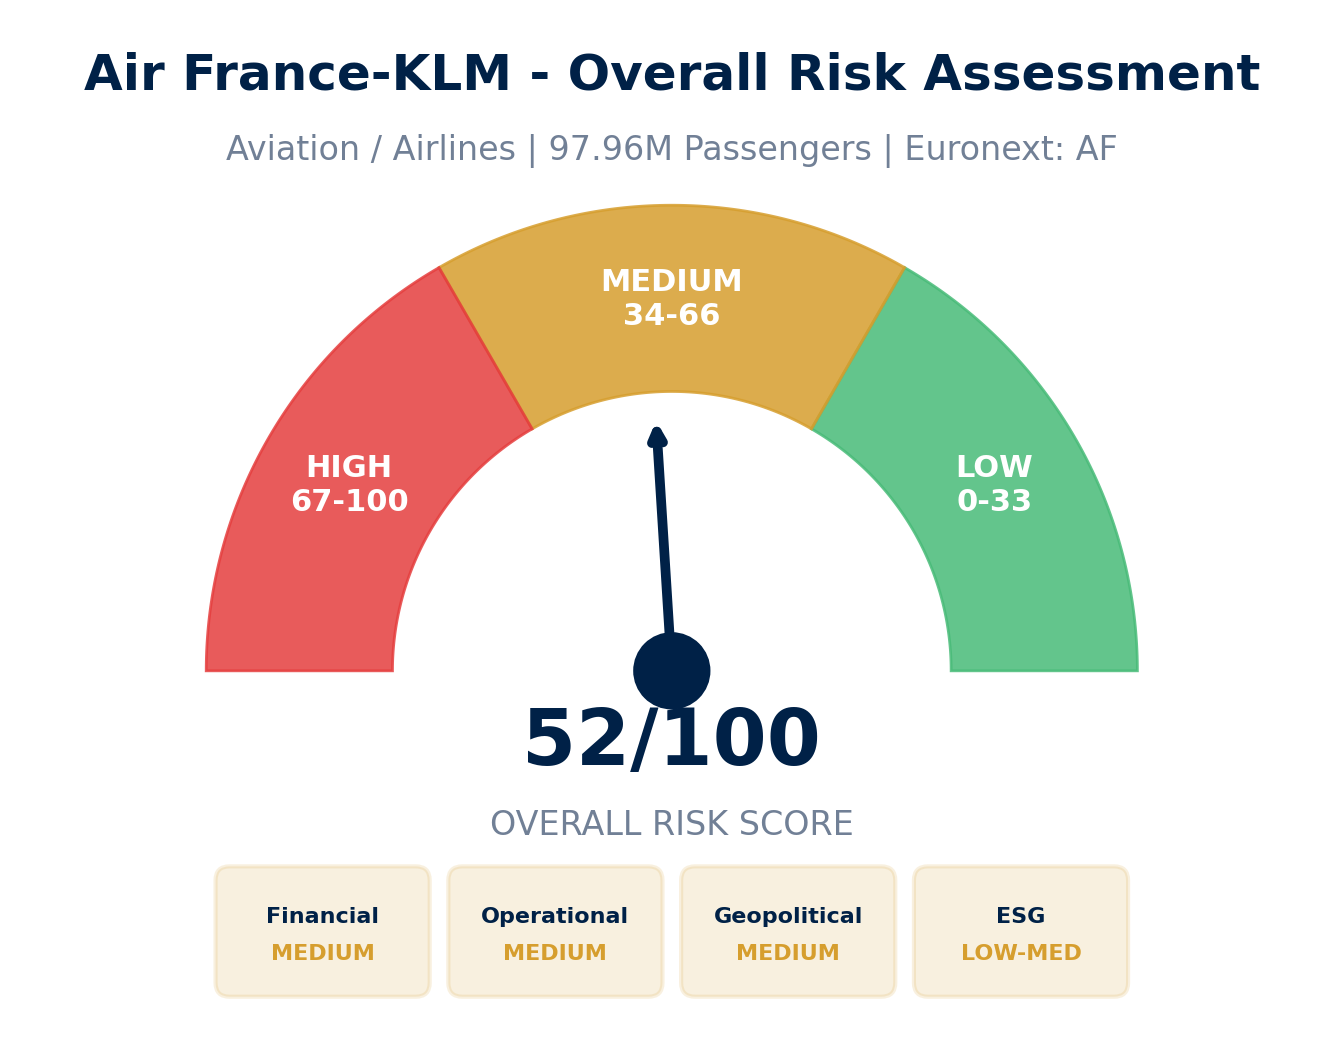 Air France-KLM - Overall Risk Assessment
Aviation / Airlines | 97.96M Passengers | Euronext: AF
MEDIUM
34-66
HIGH
67-100
LOW
0-33
52/100
OVERALL RISK SCORE
Financial
MEDIUM
Operational
MEDIUM
Geopolitical
MEDIUM
ESG
LOW-MED